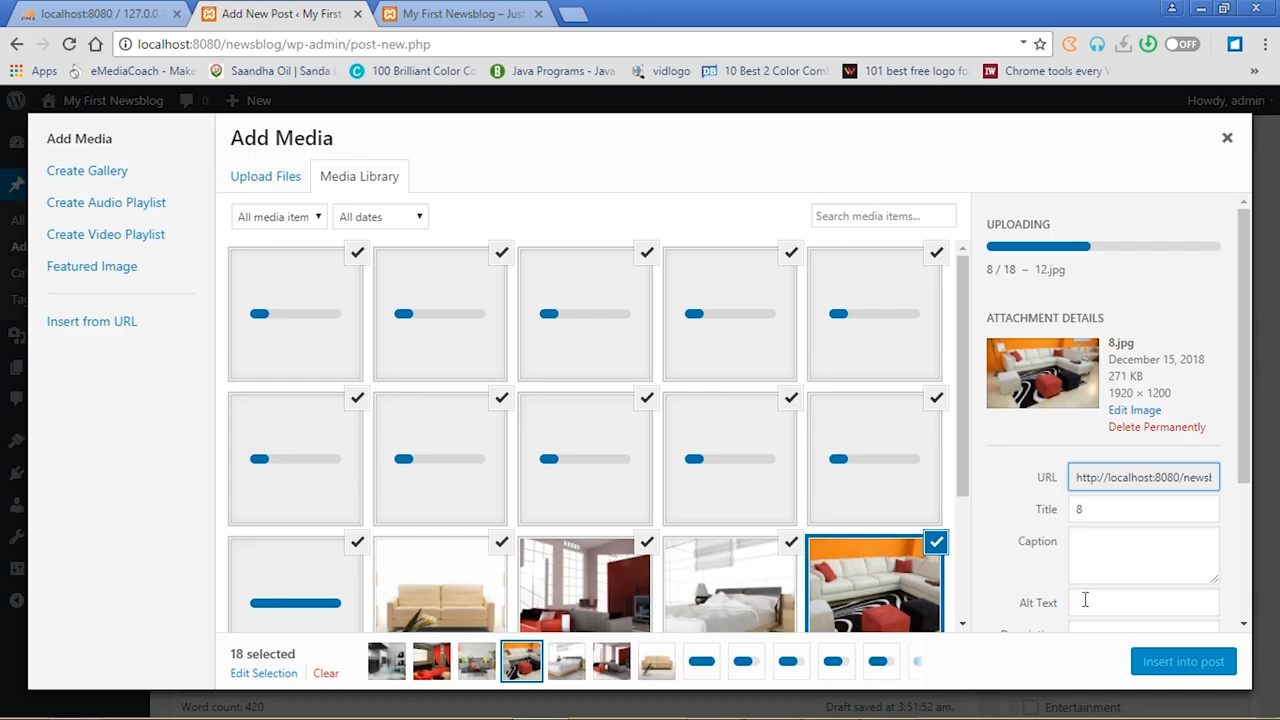 localhost:8080 / 127.0.0.
Add New Post ‹ My First
My First Newsblog – Jus
localhost:8080/newsblog/wp-admin/post-new.php
OFF
Apps
eMediaCoach - Make
Saandha Oil | Sanda
100 Brilliant Color Co
Java Programs - Java
vidlogo
10 Best 2 Color Comb
101 best free logo fo
Chrome tools every
My First Newsblog
0
New
Howdy, admin
Add Media
Create Gallery
Create Audio Playlist
Create Video Playlist
Featured Image
Insert from URL
Add Media
Upload Files
Media Library
All media item
All dates
Search media items...
UPLOADING
8 / 18 – 12.jpg
ATTACHMENT DETAILS
8.jpg
December 15, 2018
271 KB
1920 × 1200
Edit Image
Delete Permanently
URL
http://localhost:8080/newsb
Title
8
Caption
Alt Text
18 selected
Edit Selection
Clear
Insert into post
Word count: 420
Draft saved at 3:51:52 am.
Entertainment